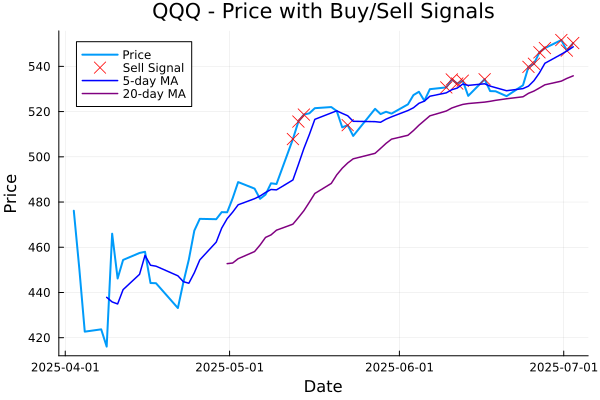 QQQ - Price with Buy/Sell Signals
Price
Sell Signal
5-day MA
20-day MA
540
520
500
480
460
440
420
Price
2025-04-01
2025-05-01
2025-06-01
2025-07-01
Date